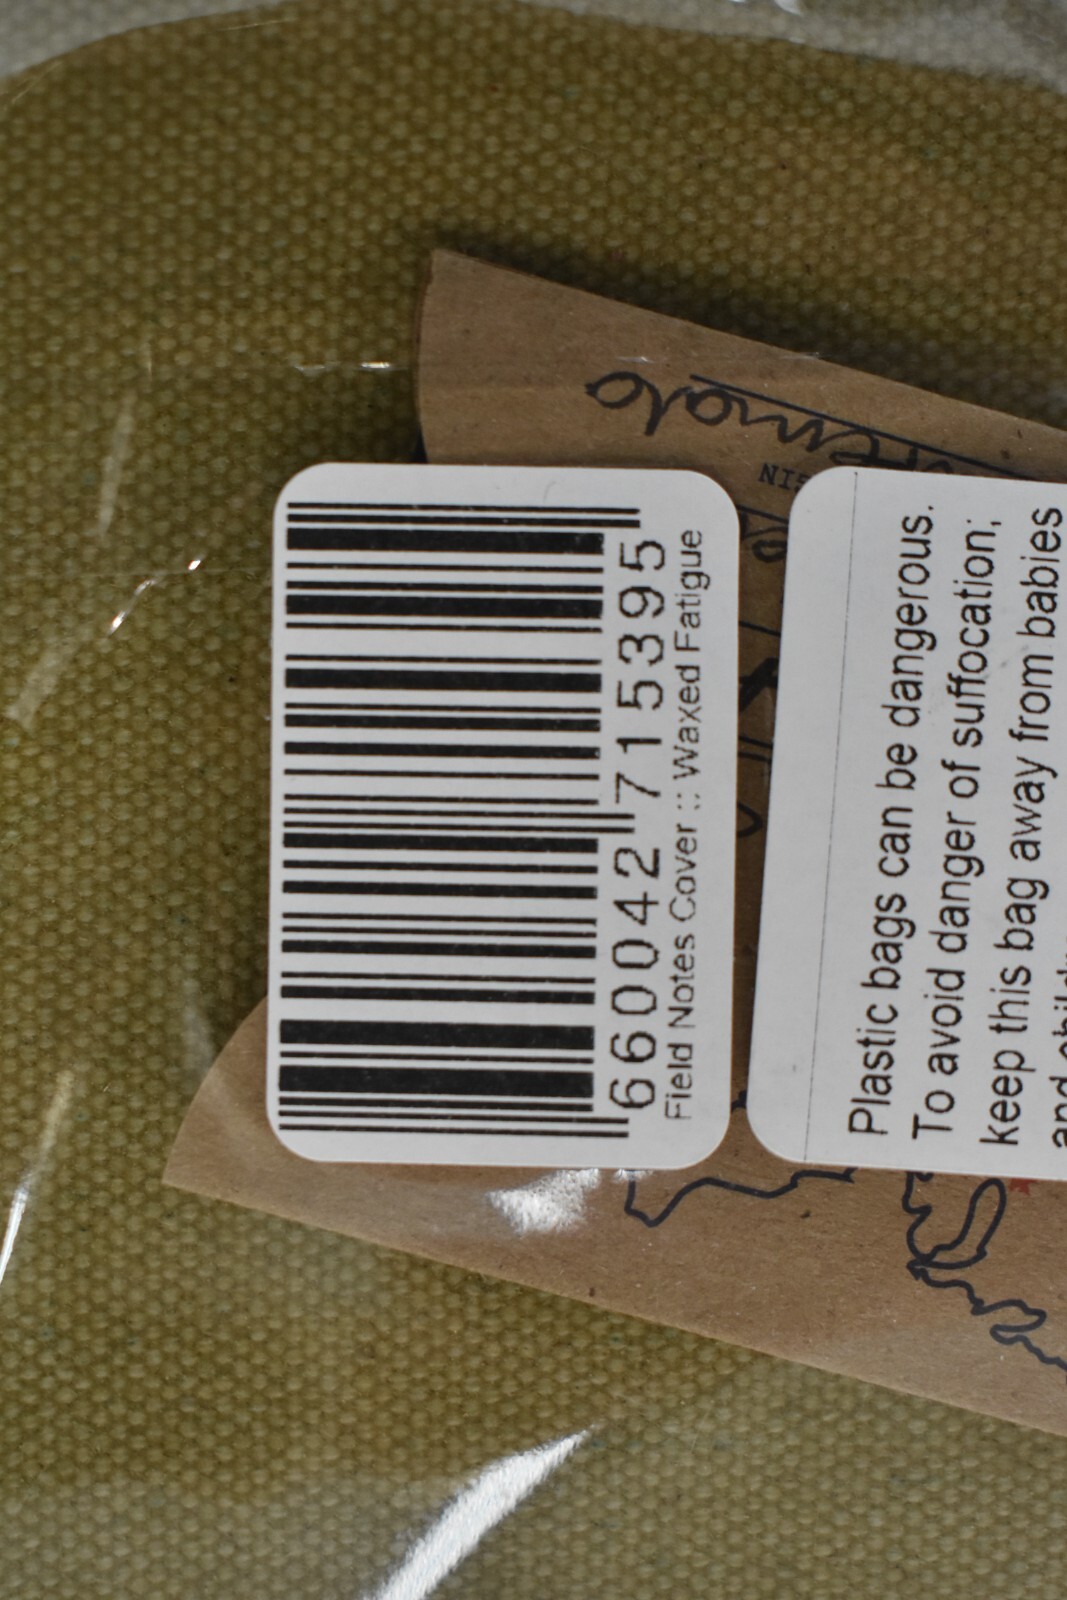 660042715395
Field Notes Cover :: Waxed Fatigue
Plastic bags can be dangerous.
To avoid danger of suffocation,
keep this bag away from babies
and